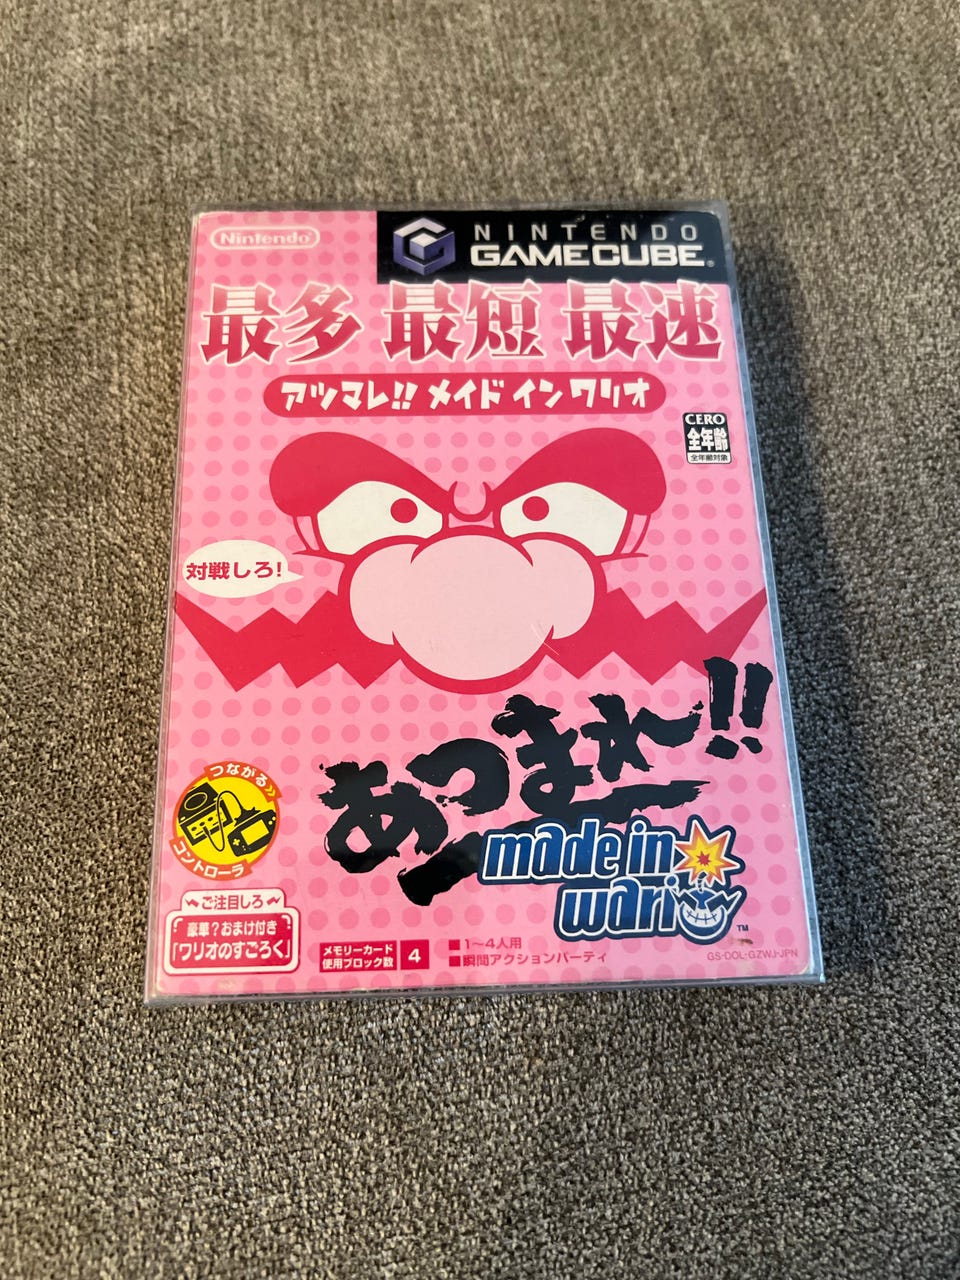 Nintendo
NINTENDO
GAMECUBE®
最多 最短 最速
アツマレ!! メイド イン ワリオ
CERO
全年齢
全年齢対象
対戦しろ!
あつまれー!!
made in
wario
TM
つながる》
コントローラ
ご注目しろ
豪華?おまけ付き
「ワリオのすごろく」
メモリーカード
使用ブロック数
4
■1〜4人用
■瞬間アクションパーティ
GS-DOL-GZWJ-JPN